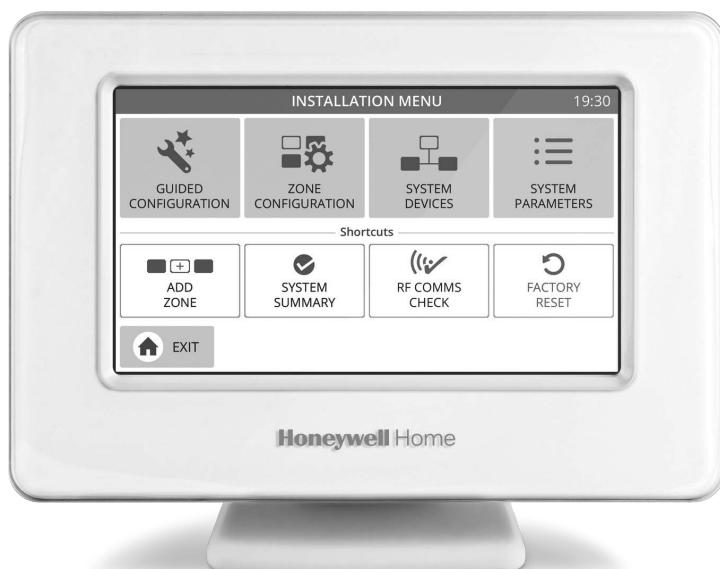 INSTALLATION MENU 19:30
GUIDED CONFIGURATION
ZONE CONFIGURATION
SYSTEM DEVICES
SYSTEM PARAMETERS
Shortcuts
ADD ZONE
SYSTEM SUMMARY
RF COMMS CHECK
FACTORY RESET
EXIT
Honeywell Home